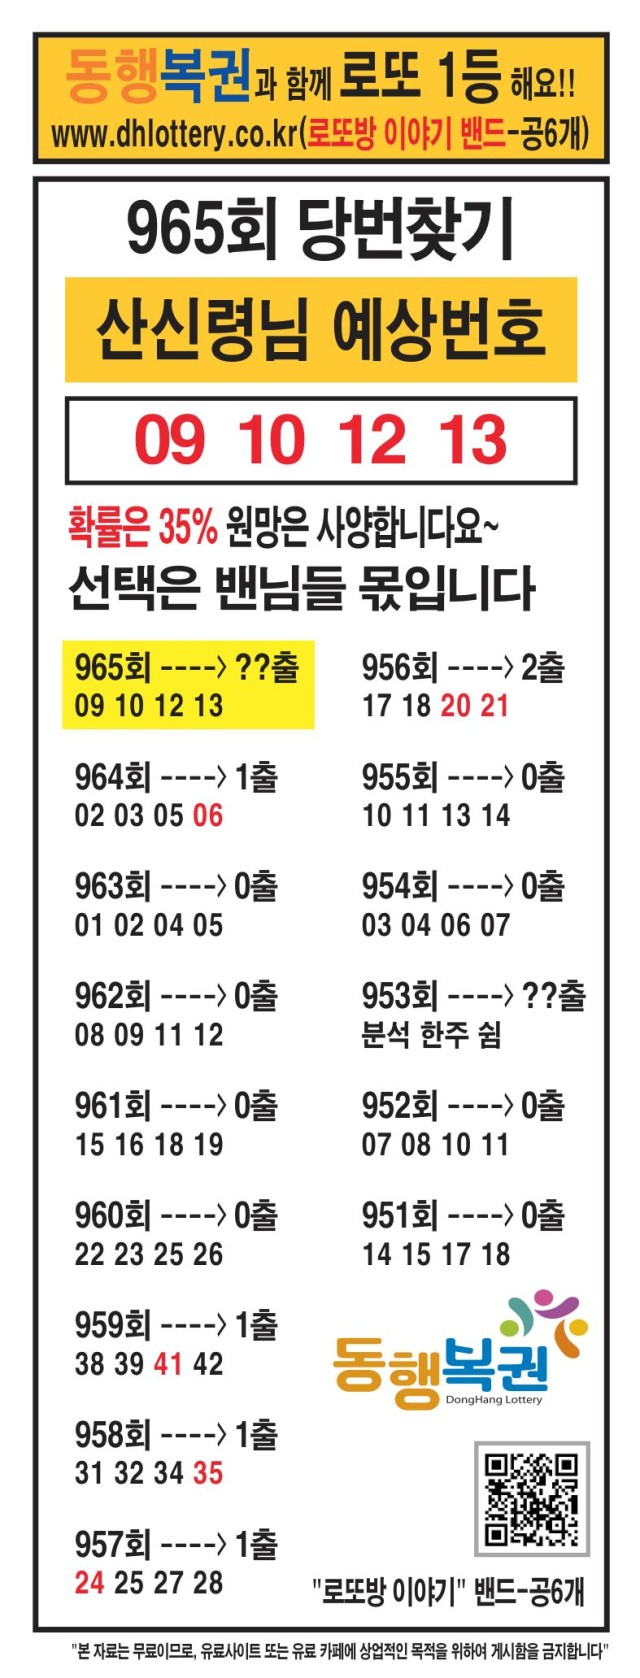 동행복권과 함께 로또 1등 해요!!
www.dhlottery.co.kr(로또방 이야기 밴드-공6개)
965회 당번찾기
산신령님 예상번호
09 10 12 13
확률은 35% 원망은 사양합니다요~
선택은 밴님들 몫입니다
965회 ----> ??출
09 10 12 13
964회 ----> 1출
02 03 05 06
963회 ----> 0출
01 02 04 05
962회 ----> 0출
08 09 11 12
961회 ----> 0출
15 16 18 19
960회 ----> 0출
22 23 25 26
959회 ----> 1출
38 39 41 42
958회 ----> 1출
31 32 34 35
957회 ----> 1출
24 25 27 28
956회 ----> 2출
17 18 20 21
955회 ----> 0출
10 11 13 14
954회 ----> 0출
03 04 06 07
953회 ----> ??출
분석 한주 쉼
952회 ----> 0출
07 08 10 11
951회 ----> 0출
14 15 17 18
동행복권
DongHang Lottery
"로또방 이야기" 밴드-공6개
"본 자료는 무료이므로, 유료사이트 또는 유료 카페에 상업적인 목적을 위하여 게시함을 금지합니다"